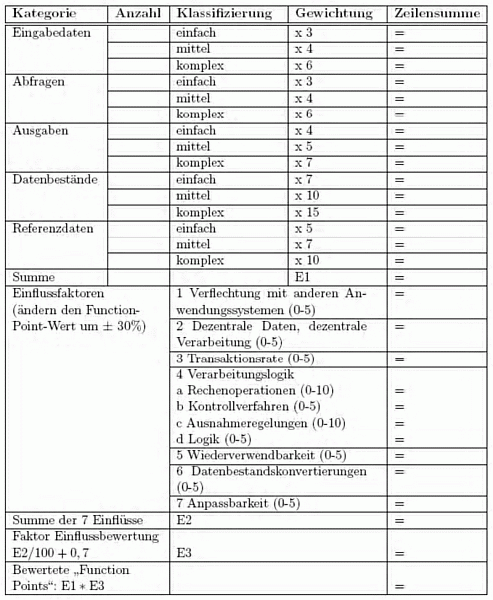 Kategorie Anzahl Klassifizierung Gewichtung Zeilensumme
Eingabedaten einfach x 3 =
mittel x 4 =
komplex x 6 =
Abfragen einfach x 3 =
mittel x 4 =
komplex x 6 =
Ausgaben einfach x 4 =
mittel x 5 =
komplex x 7 =
Datenbestände einfach x 7 =
mittel x 10 =
komplex x 15 =
Referenzdaten einfach x 5 =
mittel x 7 =
komplex x 10 =
Summe E1 =
Einflussfaktoren 1 Verflechtung mit anderen An- =
(ändern den Function- wendungssystemen (0-5)
Point-Wert um ± 30%) 2 Dezentrale Daten, dezentrale =
Verarbeitung (0-5)
3 Transaktionsrate (0-5) =
4 Verarbeitungslogik
a Rechenoperationen (0-10) =
b Kontrollverfahren (0-5) =
c Ausnahmeregelungen (0-10) =
d Logik (0-5) =
5 Wiederverwendbarkeit (0-5) =
6 Datenbestandskonvertierungen =
(0-5)
7 Anpassbarkeit (0-5) =
Summe der 7 Einflüsse E2 =
Faktor Einflussbewertung
E2/100 + 0, 7 E3 =
Bewertete „Function
Points“: E1 ∗ E3 =